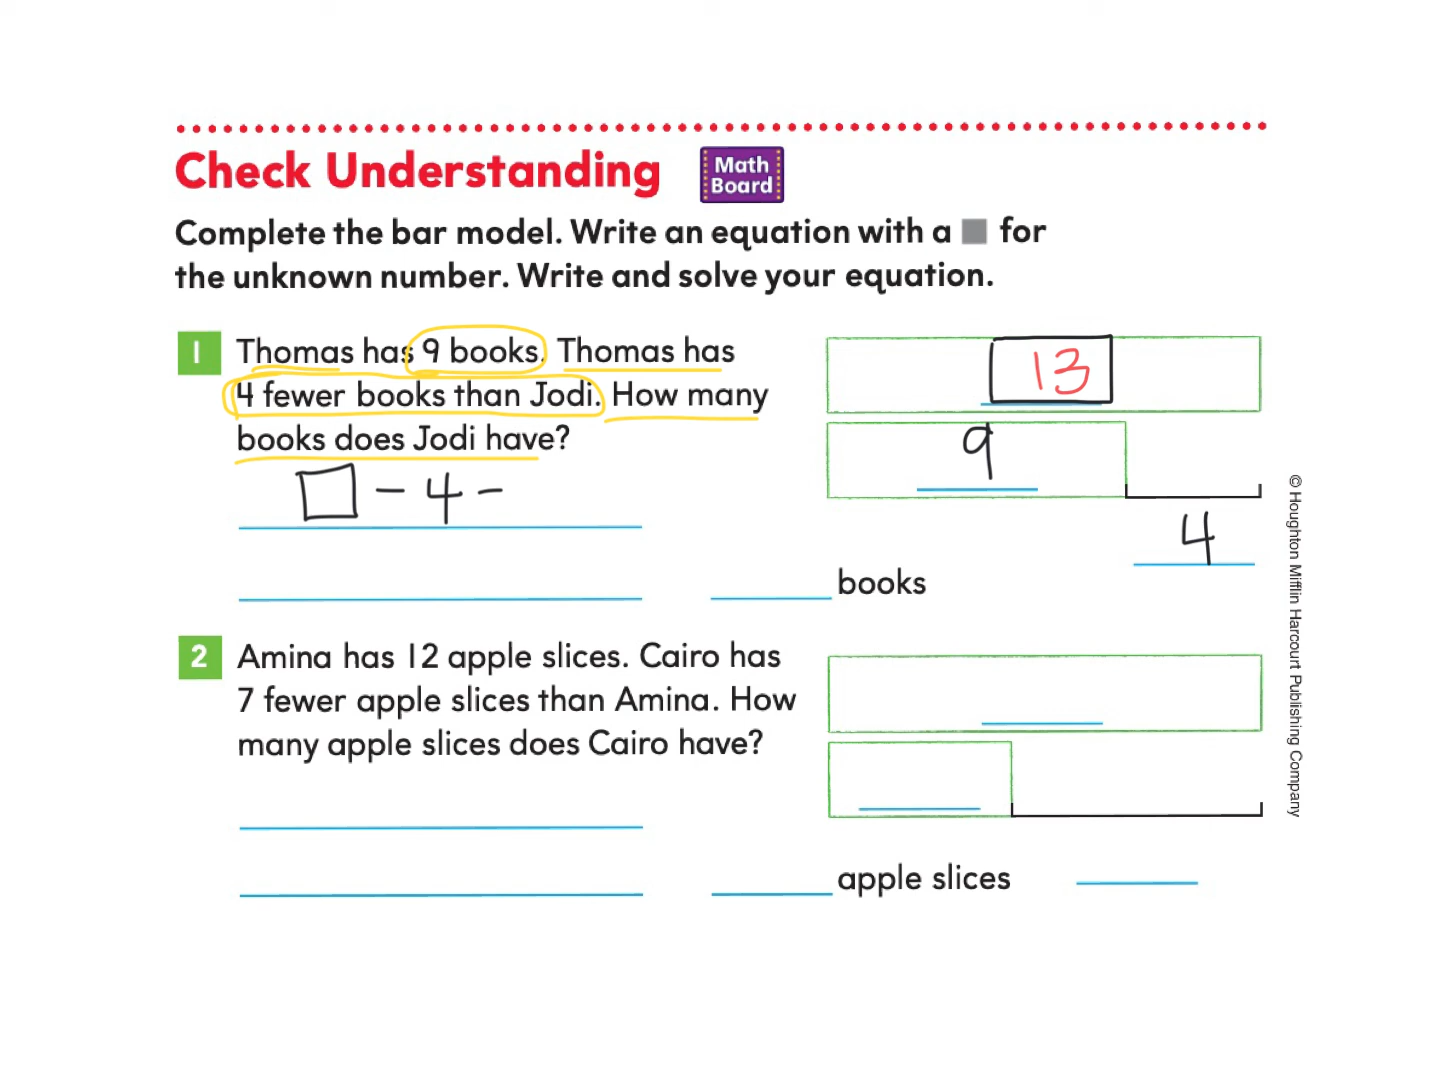 Check Understanding
Math
Board
Complete the bar model. Write an equation with a ■ for
the unknown number. Write and solve your equation.
1
Thomas has 9 books. Thomas has
4 fewer books than Jodi. How many
books does Jodi have?
□ - 4 -
13
9
4
books
2
Amina has 12 apple slices. Cairo has
7 fewer apple slices than Amina. How
many apple slices does Cairo have?
apple slices
© Houghton Mifflin Harcourt Publishing Company